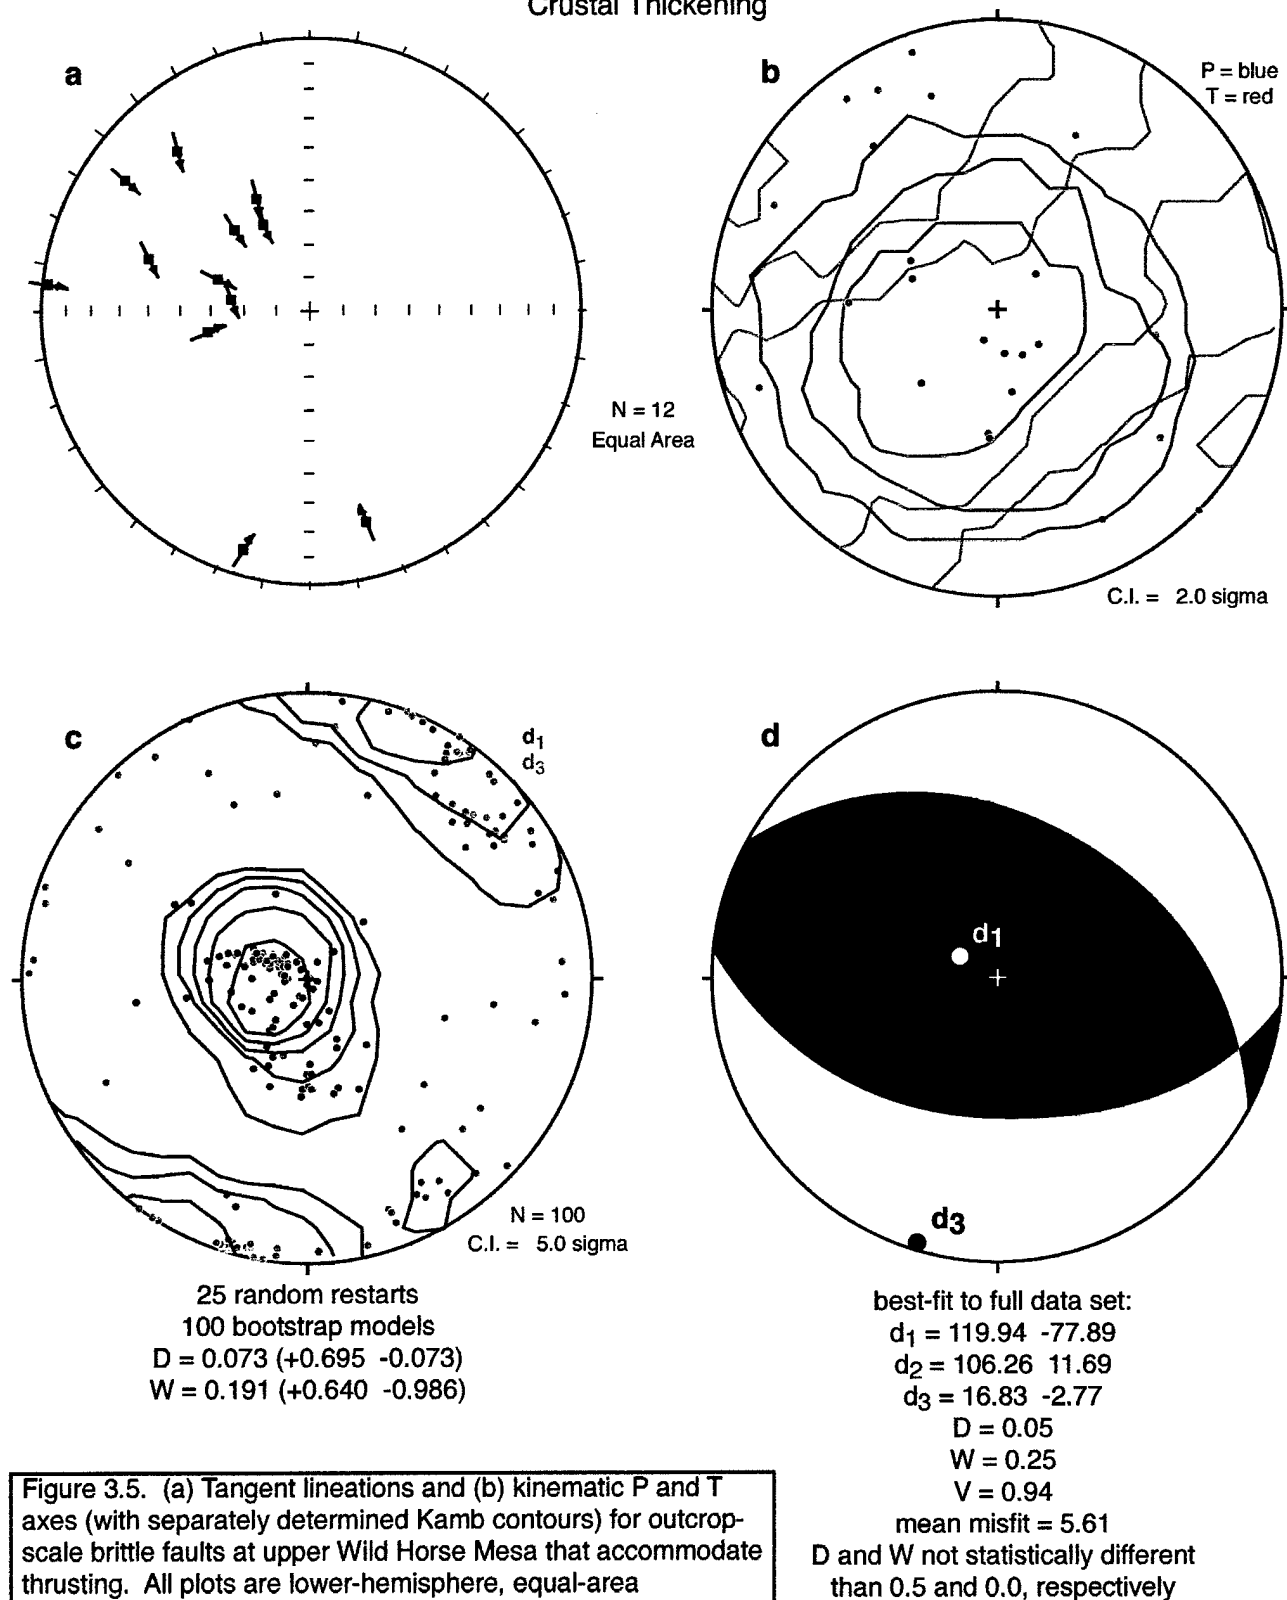 Crustal Thickening
a
N = 12
Equal Area
b
P = blue
T = red
C.I. = 2.0 sigma
c
d1
d3
N = 100
C.I. = 5.0 sigma
25 random restarts
100 bootstrap models
D = 0.073 (+0.695 -0.073)
W = 0.191 (+0.640 -0.986)
d
d1
d3
best-fit to full data set:
d1 = 119.94 -77.89
d2 = 106.26 11.69
d3 = 16.83 -2.77
D = 0.05
W = 0.25
V = 0.94
mean misfit = 5.61
D and W not statistically different
than 0.5 and 0.0, respectively
Figure 3.5. (a) Tangent lineations and (b) kinematic P and T
axes (with separately determined Kamb contours) for outcrop-
scale brittle faults at upper Wild Horse Mesa that accommodate
thrusting. All plots are lower-hemisphere, equal-area